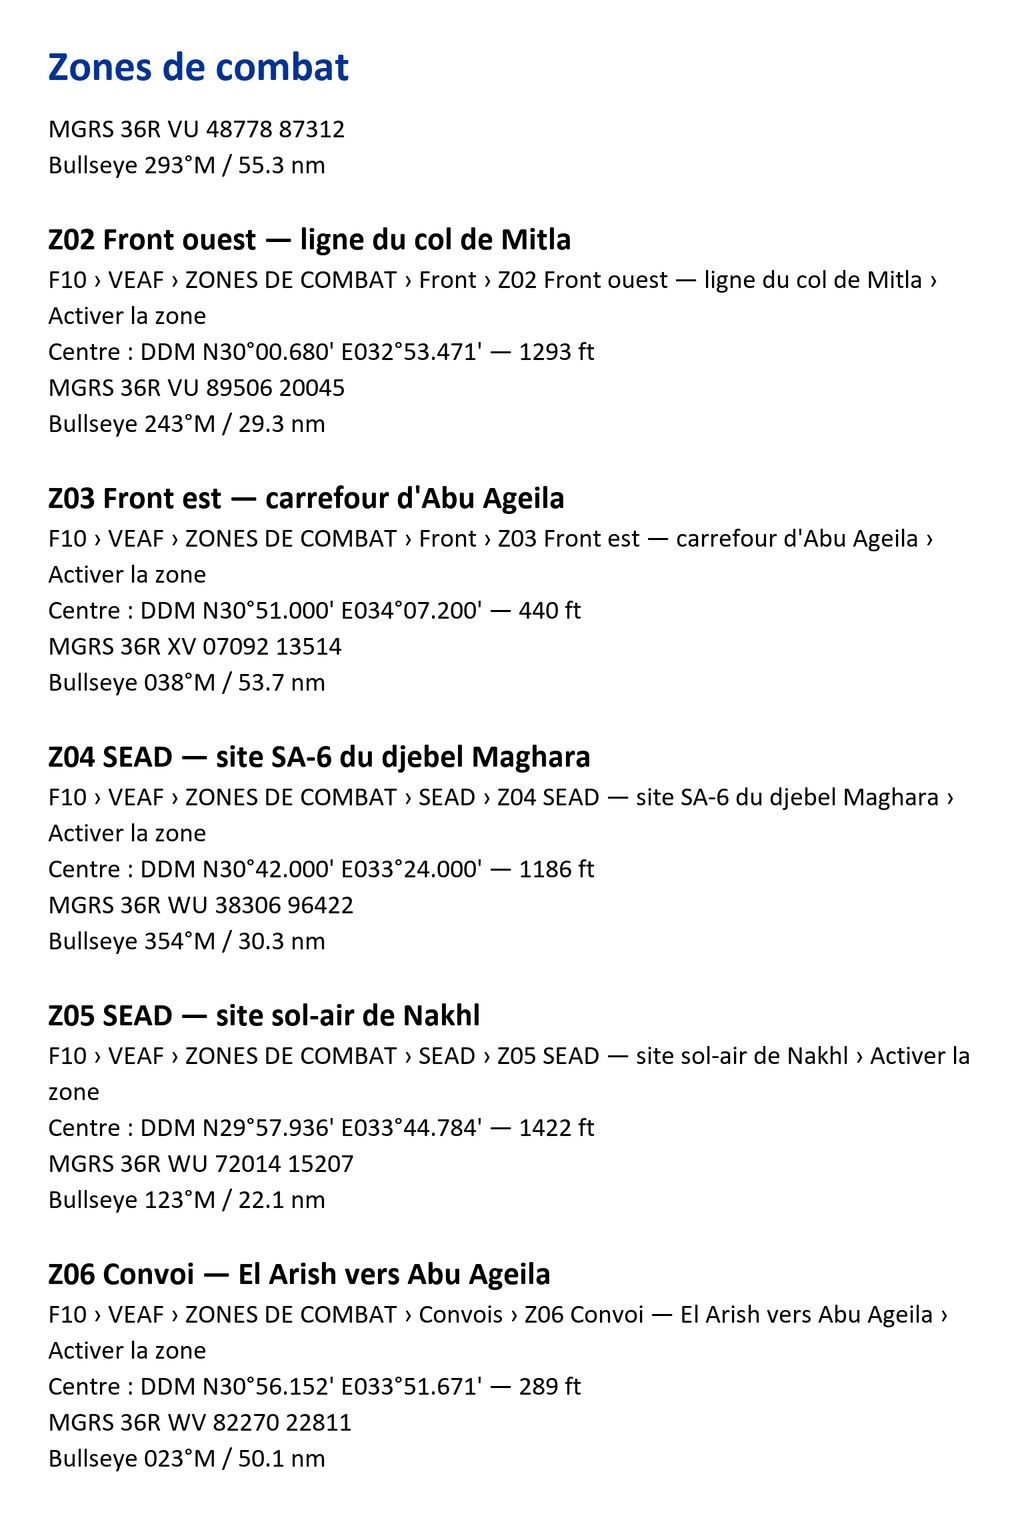 Zones de combat
MGRS 36R VU 48778 87312
Bullseye 293°M / 55.3 nm
Z02 Front ouest — ligne du col de Mitla
F10 › VEAF › ZONES DE COMBAT › Front › Z02 Front ouest — ligne du col de Mitla ›
Activer la zone
Centre : DDM N30°00.680' E032°53.471' — 1293 ft
MGRS 36R VU 89506 20045
Bullseye 243°M / 29.3 nm
Z03 Front est — carrefour d'Abu Ageila
F10 › VEAF › ZONES DE COMBAT › Front › Z03 Front est — carrefour d'Abu Ageila ›
Activer la zone
Centre : DDM N30°51.000' E034°07.200' — 440 ft
MGRS 36R XV 07092 13514
Bullseye 038°M / 53.7 nm
Z04 SEAD — site SA-6 du djebel Maghara
F10 › VEAF › ZONES DE COMBAT › SEAD › Z04 SEAD — site SA-6 du djebel Maghara ›
Activer la zone
Centre : DDM N30°42.000' E033°24.000' — 1186 ft
MGRS 36R WU 38306 96422
Bullseye 354°M / 30.3 nm
Z05 SEAD — site sol-air de Nakhl
F10 › VEAF › ZONES DE COMBAT › SEAD › Z05 SEAD — site sol-air de Nakhl › Activer la
zone
Centre : DDM N29°57.936' E033°44.784' — 1422 ft
MGRS 36R WU 72014 15207
Bullseye 123°M / 22.1 nm
Z06 Convoi — El Arish vers Abu Ageila
F10 › VEAF › ZONES DE COMBAT › Convois › Z06 Convoi — El Arish vers Abu Ageila ›
Activer la zone
Centre : DDM N30°56.152' E033°51.671' — 289 ft
MGRS 36R WV 82270 22811
Bullseye 023°M / 50.1 nm